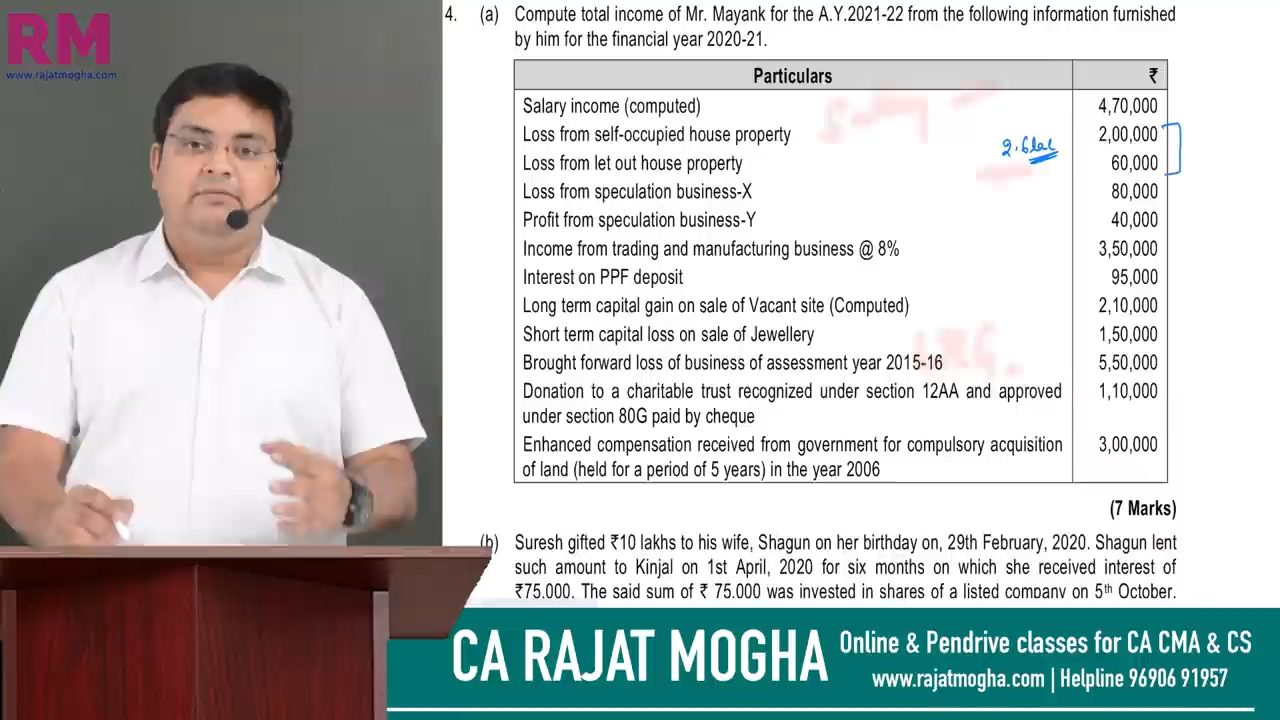 RM
www.rajatmogha.com
4. (a) Compute total income of Mr. Mayank for the A.Y.2021-22 from the following information furnished
by him for the financial year 2020-21.
Particulars ₹
Salary income (computed) 4,70,000
Loss from self-occupied house property 2,00,000
2.6lac
Loss from let out house property 60,000
Loss from speculation business-X 80,000
Profit from speculation business-Y 40,000
Income from trading and manufacturing business @ 8% 3,50,000
Interest on PPF deposit 95,000
Long term capital gain on sale of Vacant site (Computed) 2,10,000
Short term capital loss on sale of Jewellery 1,50,000
Brought forward loss of business of assessment year 2015-16 5,50,000
Donation to a charitable trust recognized under section 12AA and approved 1,10,000
under section 80G paid by cheque
Enhanced compensation received from government for compulsory acquisition 3,00,000
of land (held for a period of 5 years) in the year 2006
(7 Marks)
(b) Suresh gifted ₹10 lakhs to his wife, Shagun on her birthday on, 29th February, 2020. Shagun lent
such amount to Kinjal on 1st April, 2020 for six months on which she received interest of
₹75,000. The said sum of ₹ 75,000 was invested in shares of a listed company on 5th October,
CA RAJAT MOGHA
Online & Pendrive classes for CA CMA & CS
www.rajatmogha.com | Helpline 96906 91957